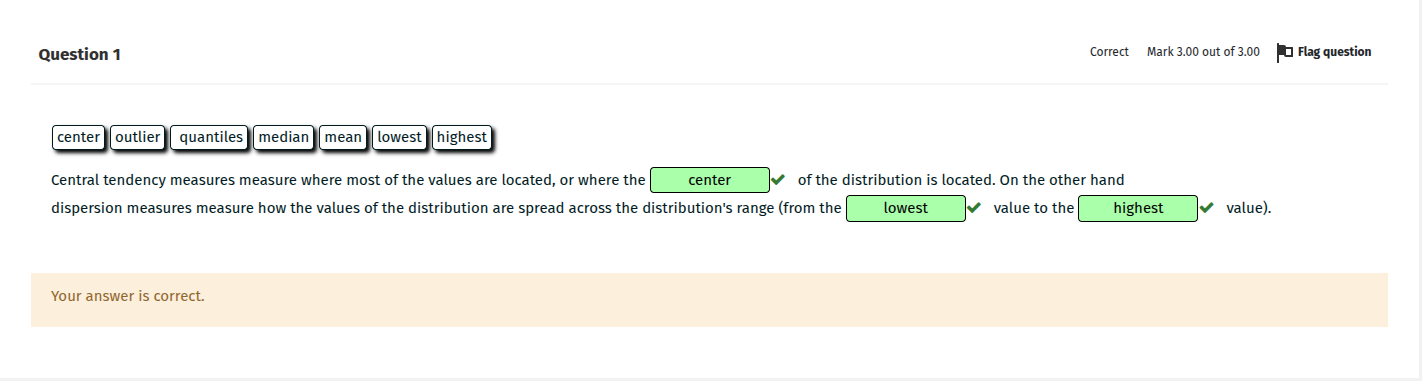 Question 1
Correct Mark 3.00 out of 3.00 Flag question
center outlier quantiles median mean lowest highest
Central tendency measures measure where most of the values are located, or where the center of the distribution is located. On the other hand
dispersion measures measure how the values of the distribution are spread across the distribution's range (from the lowest value to the highest value).
Your answer is correct.